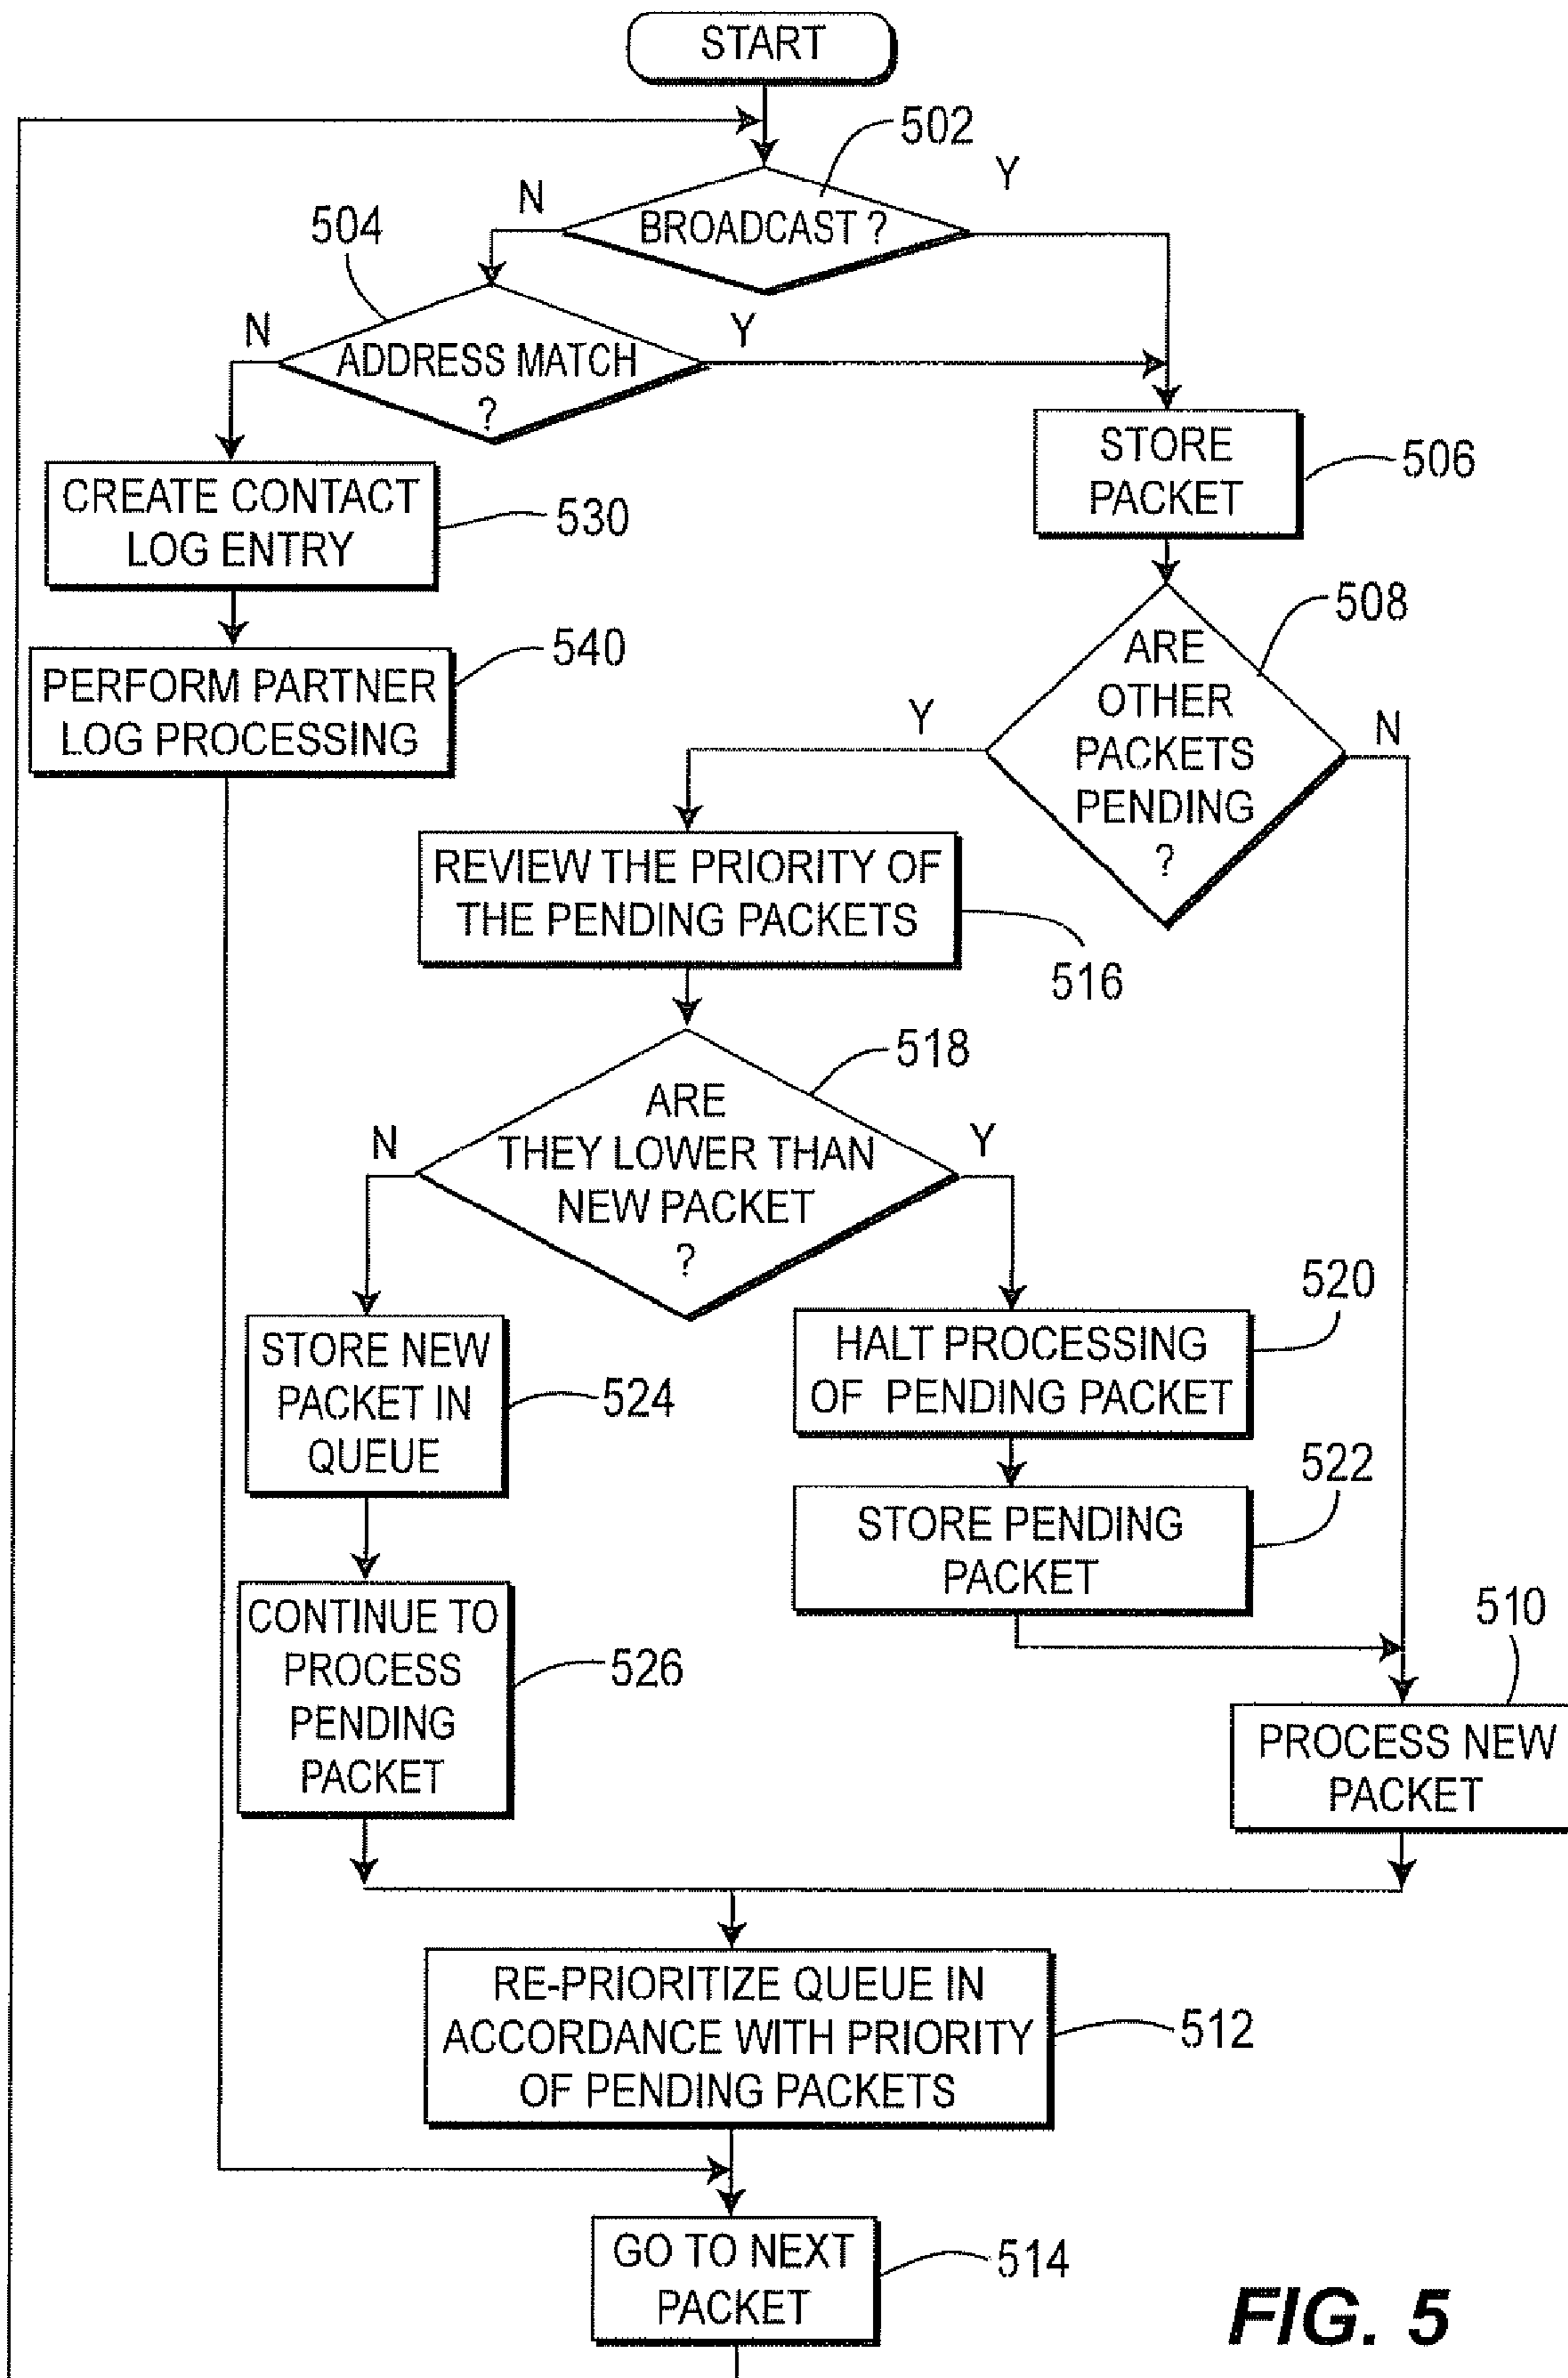 START
502
N
Y
BROADCAST ?
504
N
Y
ADDRESS MATCH
?
STORE
PACKET
506
CREATE CONTACT
LOG ENTRY
530
508
ARE
OTHER
PACKETS
PENDING
?
Y
N
540
PERFORM PARTNER
LOG PROCESSING
REVIEW THE PRIORITY OF
THE PENDING PACKETS
516
518
ARE
THEY LOWER THAN
NEW PACKET
?
N
Y
520
HALT PROCESSING
OF PENDING PACKET
STORE NEW
PACKET IN
QUEUE
524
522
STORE PENDING
PACKET
CONTINUE TO
PROCESS
PENDING
PACKET
526
510
PROCESS NEW
PACKET
RE-PRIORITIZE QUEUE IN
ACCORDANCE WITH PRIORITY
OF PENDING PACKETS
512
GO TO NEXT
PACKET
514
FIG. 5